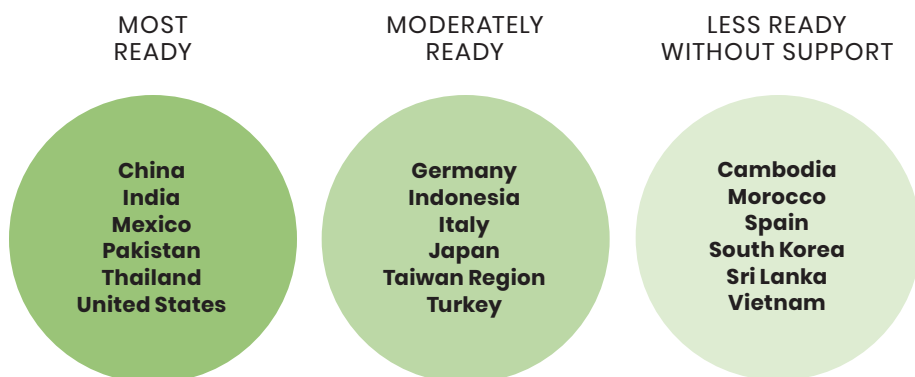 MOST
READY
China
India
Mexico
Pakistan
Thailand
United States
MODERATELY
READY
Germany
Indonesia
Italy
Japan
Taiwan Region
Turkey
LESS READY
WITHOUT SUPPORT
Cambodia
Morocco
Spain
South Korea
Sri Lanka
Vietnam